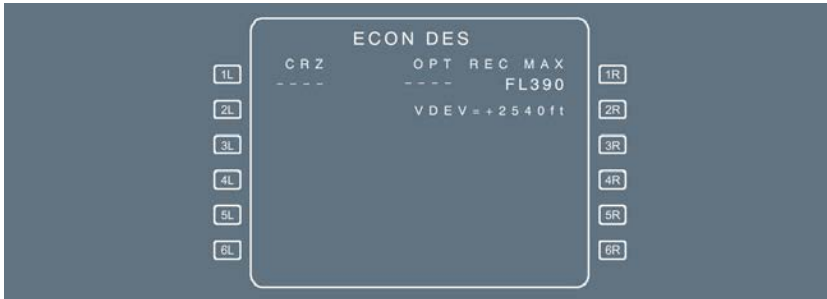 ECON DES
CRZ OPT REC MAX
1L 1R
---- ---- FL390
2L VDEV=+2540ft 2R
3L 3R
4L 4R
5L 5R
6L 6R